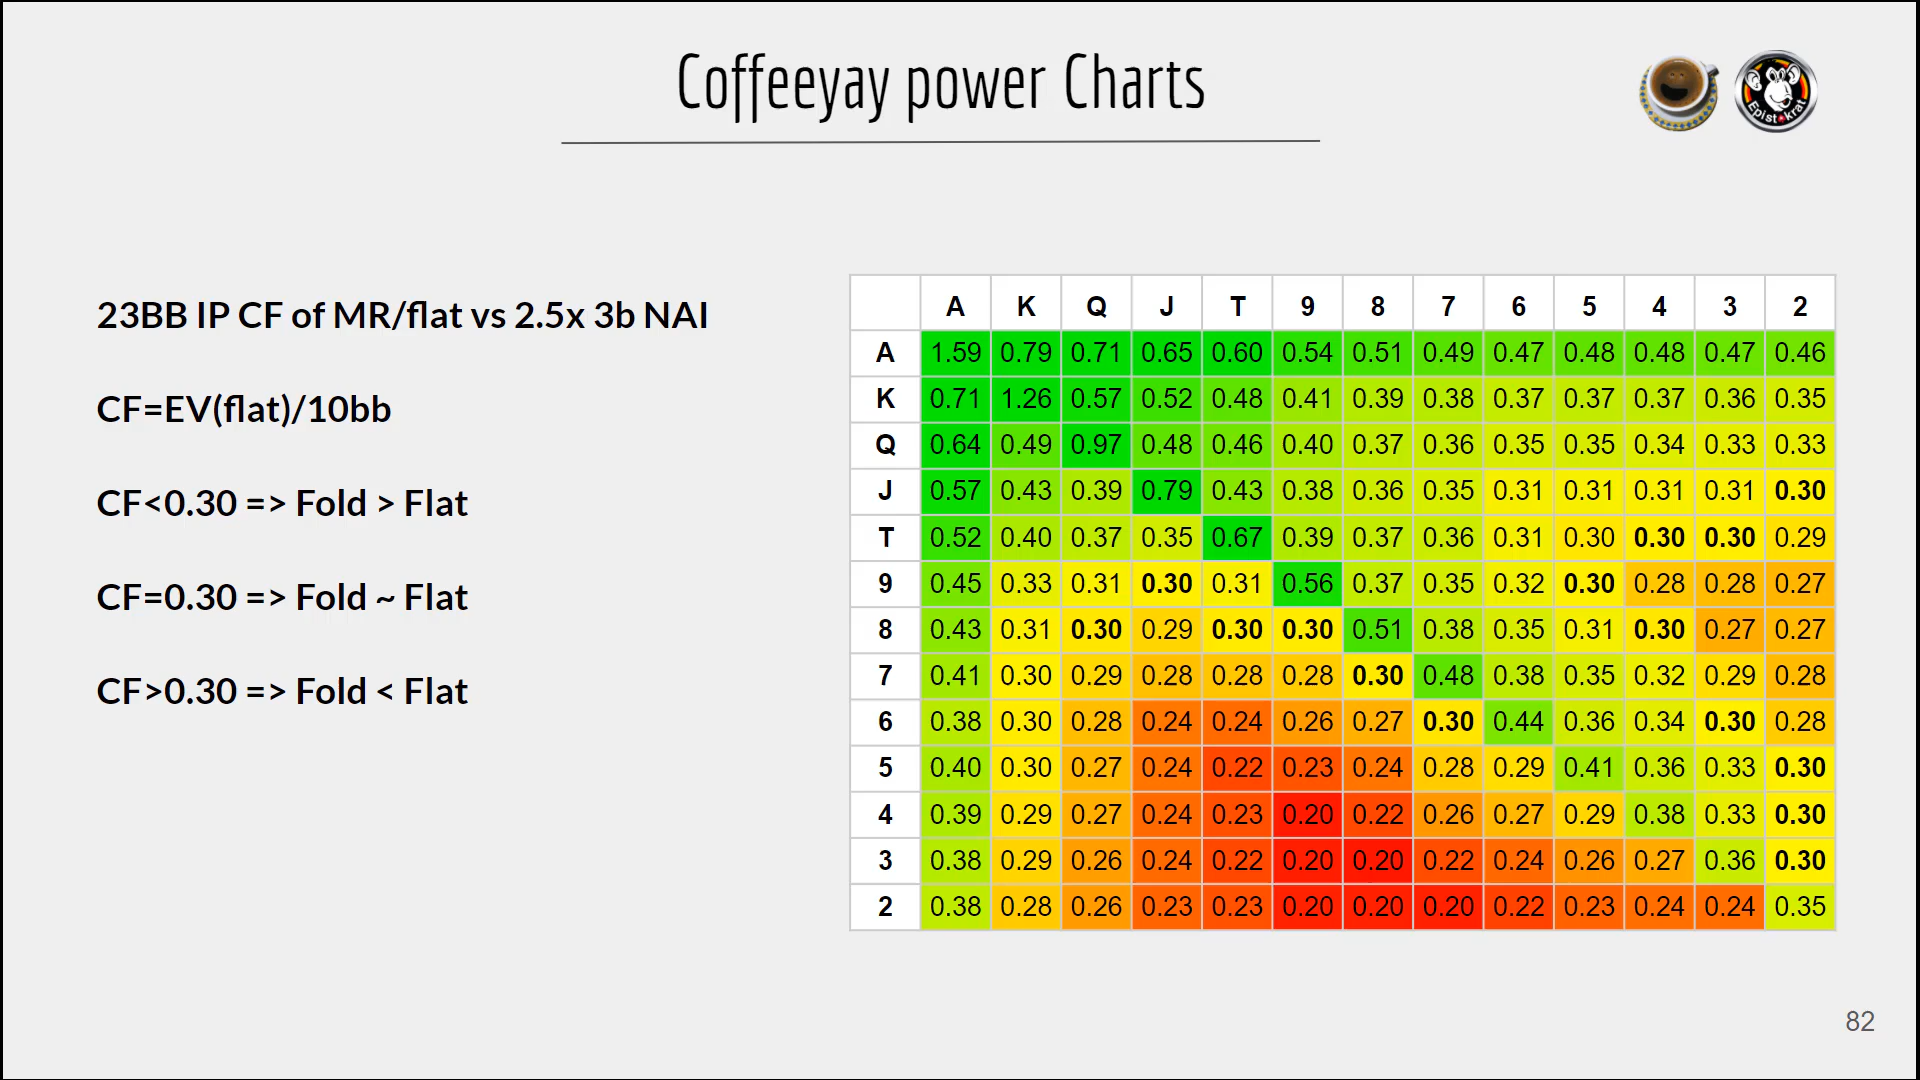 Coffeeyay power Charts
Epistokrat
23BB IP CF of MR/flat vs 2.5x 3b NAI
CF=EV(flat)/10bb
CF<0.30 => Fold > Flat
CF=0.30 => Fold ~ Flat
CF>0.30 => Fold < Flat
A K Q J T 9 8 7 6 5 4 3 2
A 1.59 0.79 0.71 0.65 0.60 0.54 0.51 0.49 0.47 0.48 0.48 0.47 0.46
K 0.71 1.26 0.57 0.52 0.48 0.41 0.39 0.38 0.37 0.37 0.37 0.36 0.35
Q 0.64 0.49 0.97 0.48 0.46 0.40 0.37 0.36 0.35 0.35 0.34 0.33 0.33
J 0.57 0.43 0.39 0.79 0.43 0.38 0.36 0.35 0.31 0.31 0.31 0.31 0.30
T 0.52 0.40 0.37 0.35 0.67 0.39 0.37 0.36 0.31 0.30 0.30 0.30 0.29
9 0.45 0.33 0.31 0.30 0.31 0.56 0.37 0.35 0.32 0.30 0.28 0.28 0.27
8 0.43 0.31 0.30 0.29 0.30 0.30 0.51 0.38 0.35 0.31 0.30 0.27 0.27
7 0.41 0.30 0.29 0.28 0.28 0.28 0.30 0.48 0.38 0.35 0.32 0.29 0.28
6 0.38 0.30 0.28 0.24 0.24 0.26 0.27 0.30 0.44 0.36 0.34 0.30 0.28
5 0.40 0.30 0.27 0.24 0.22 0.23 0.24 0.28 0.29 0.41 0.36 0.33 0.30
4 0.39 0.29 0.27 0.24 0.23 0.20 0.22 0.26 0.27 0.29 0.38 0.33 0.30
3 0.38 0.29 0.26 0.24 0.22 0.20 0.20 0.22 0.24 0.26 0.27 0.36 0.30
2 0.38 0.28 0.26 0.23 0.23 0.20 0.20 0.20 0.22 0.23 0.24 0.24 0.35
82